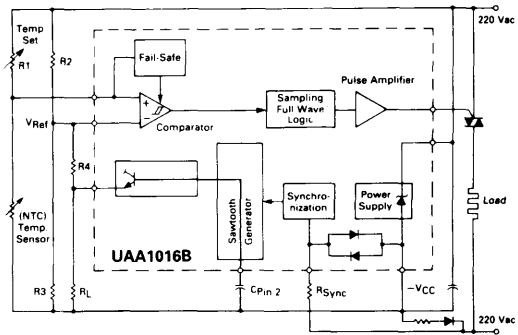 220 Vac
Temp
Set
R1
R2
Fail-Safe
Pulse Amplifier
Sampling
Full Wave
Logic
+
−
VRef
Comparator
R4
Load
(NTC)
Temp.
Sensor
Sawtooth
Generator
Synchro-
nization
Power
Supply
UAA1016B
R3
RL
CPin 2
RSync
−VCC
220 Vac